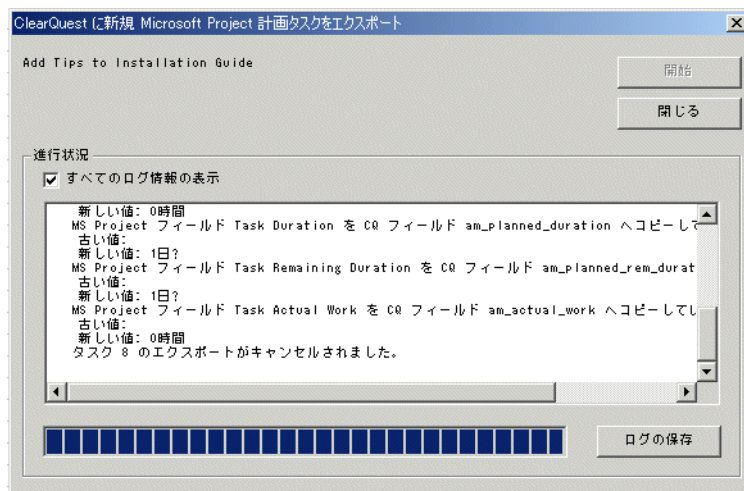 ClearQuest に新規 Microsoft Project 計画タスクをエクスポート
Add Tips to Installation Guide
開始
閉じる
進行状況
すべてのログ情報の表示
新しい値: 0時間
MS Project フィールド Task Duration を CQ フィールド am_planned_duration へコピーして
古い値:
新しい値: 1日?
MS Project フィールド Task Remaining Duration を CQ フィールド am_planned_rem_durat
古い値:
新しい値: 1日?
MS Project フィールド Task Actual Work を CQ フィールド am_actual_work へコピーしてい
古い値:
新しい値: 0時間
タスク 8 のエクスポートがキャンセルされました。
ログの保存